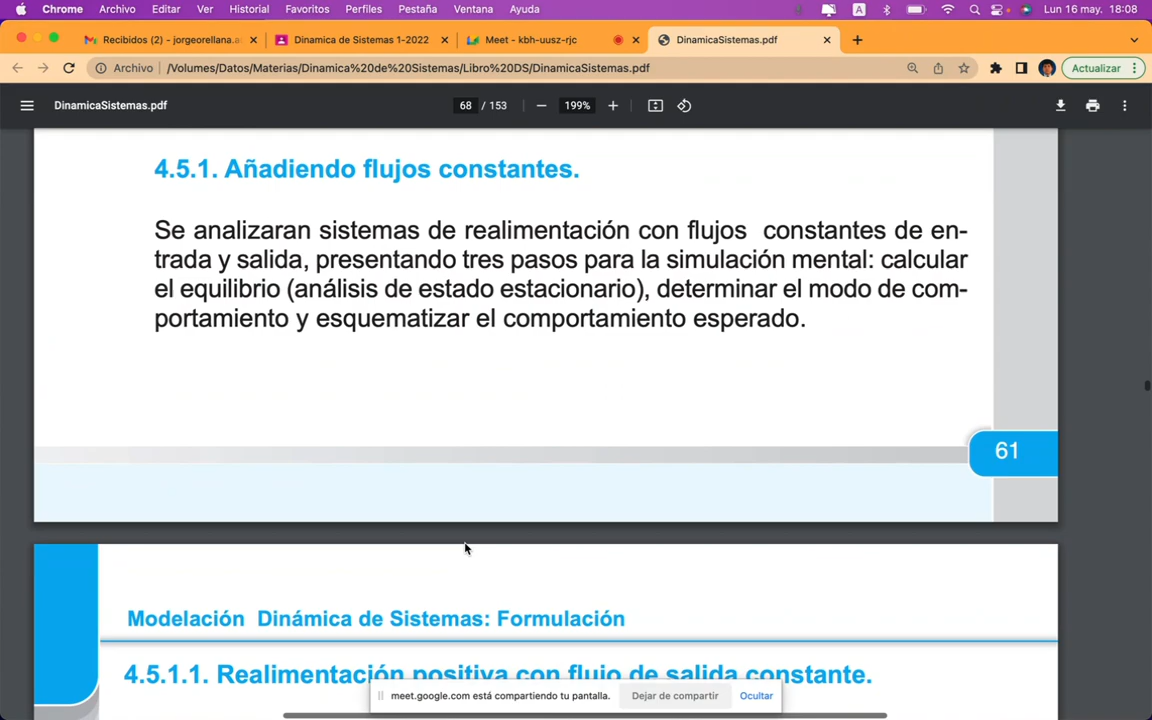 Chrome Archivo Editar Ver Historial Favoritos Perfiles Pestaña Ventana Ayuda A Lun 16 may. 18:08
Recibidos (2) - jorgeorellana.a Dinamica de Sistemas 1-2022 Meet - kbh-uusz-rjc DinamicaSistemas.pdf
Archivo /Volumes/Datos/Materias/Dinamica%20de%20Sistemas/Libro%20DS/DinamicaSistemas.pdf Actualizar
DinamicaSistemas.pdf 68 / 153 199%
4.5.1. Añadiendo flujos constantes.
Se analizaran sistemas de realimentación con flujos constantes de en-
trada y salida, presentando tres pasos para la simulación mental: calcular
el equilibrio (análisis de estado estacionario), determinar el modo de com-
portamiento y esquematizar el comportamiento esperado.
61
Modelación Dinámica de Sistemas: Formulación
4.5.1.1. Realimentación positiva con flujo de salida constante.
meet.google.com está compartiendo tu pantalla. Dejar de compartir Ocultar